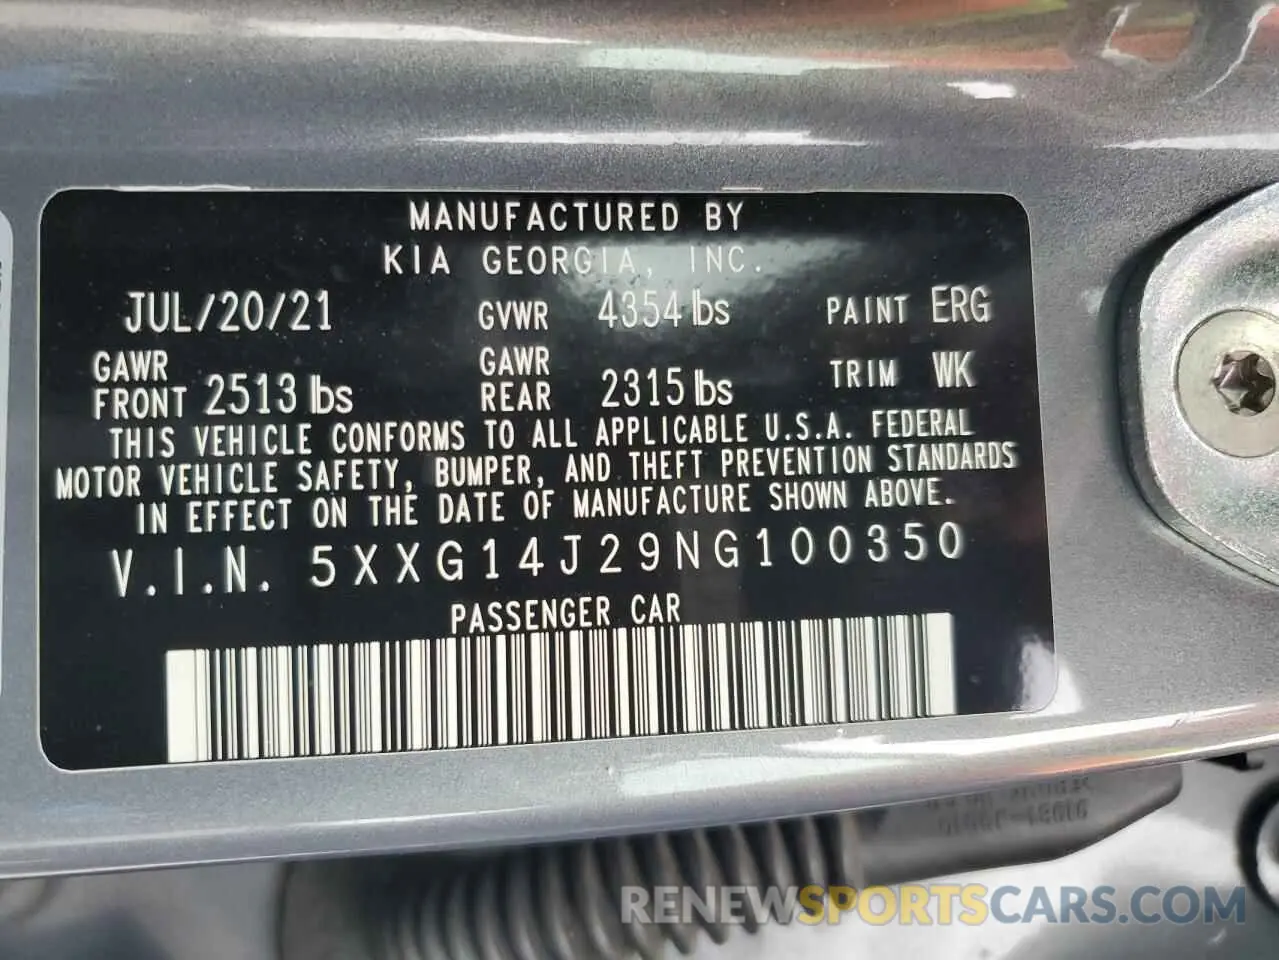 MANUFACTURED BY
KIA GEORGIA, INC.
JUL/20/21 GVWR 4354 lbs PAINT ERG
GAWR FRONT 2513 lbs GAWR REAR 2315 lbs TRIM WK
THIS VEHICLE CONFORMS TO ALL APPLICABLE U.S.A. FEDERAL
MOTOR VEHICLE SAFETY, BUMPER, AND THEFT PREVENTION STANDARDS
IN EFFECT ON THE DATE OF MANUFACTURE SHOWN ABOVE.
V.I.N. 5XXG14J29NG100350
PASSENGER CAR
RENEWSPORTSCARS.COM